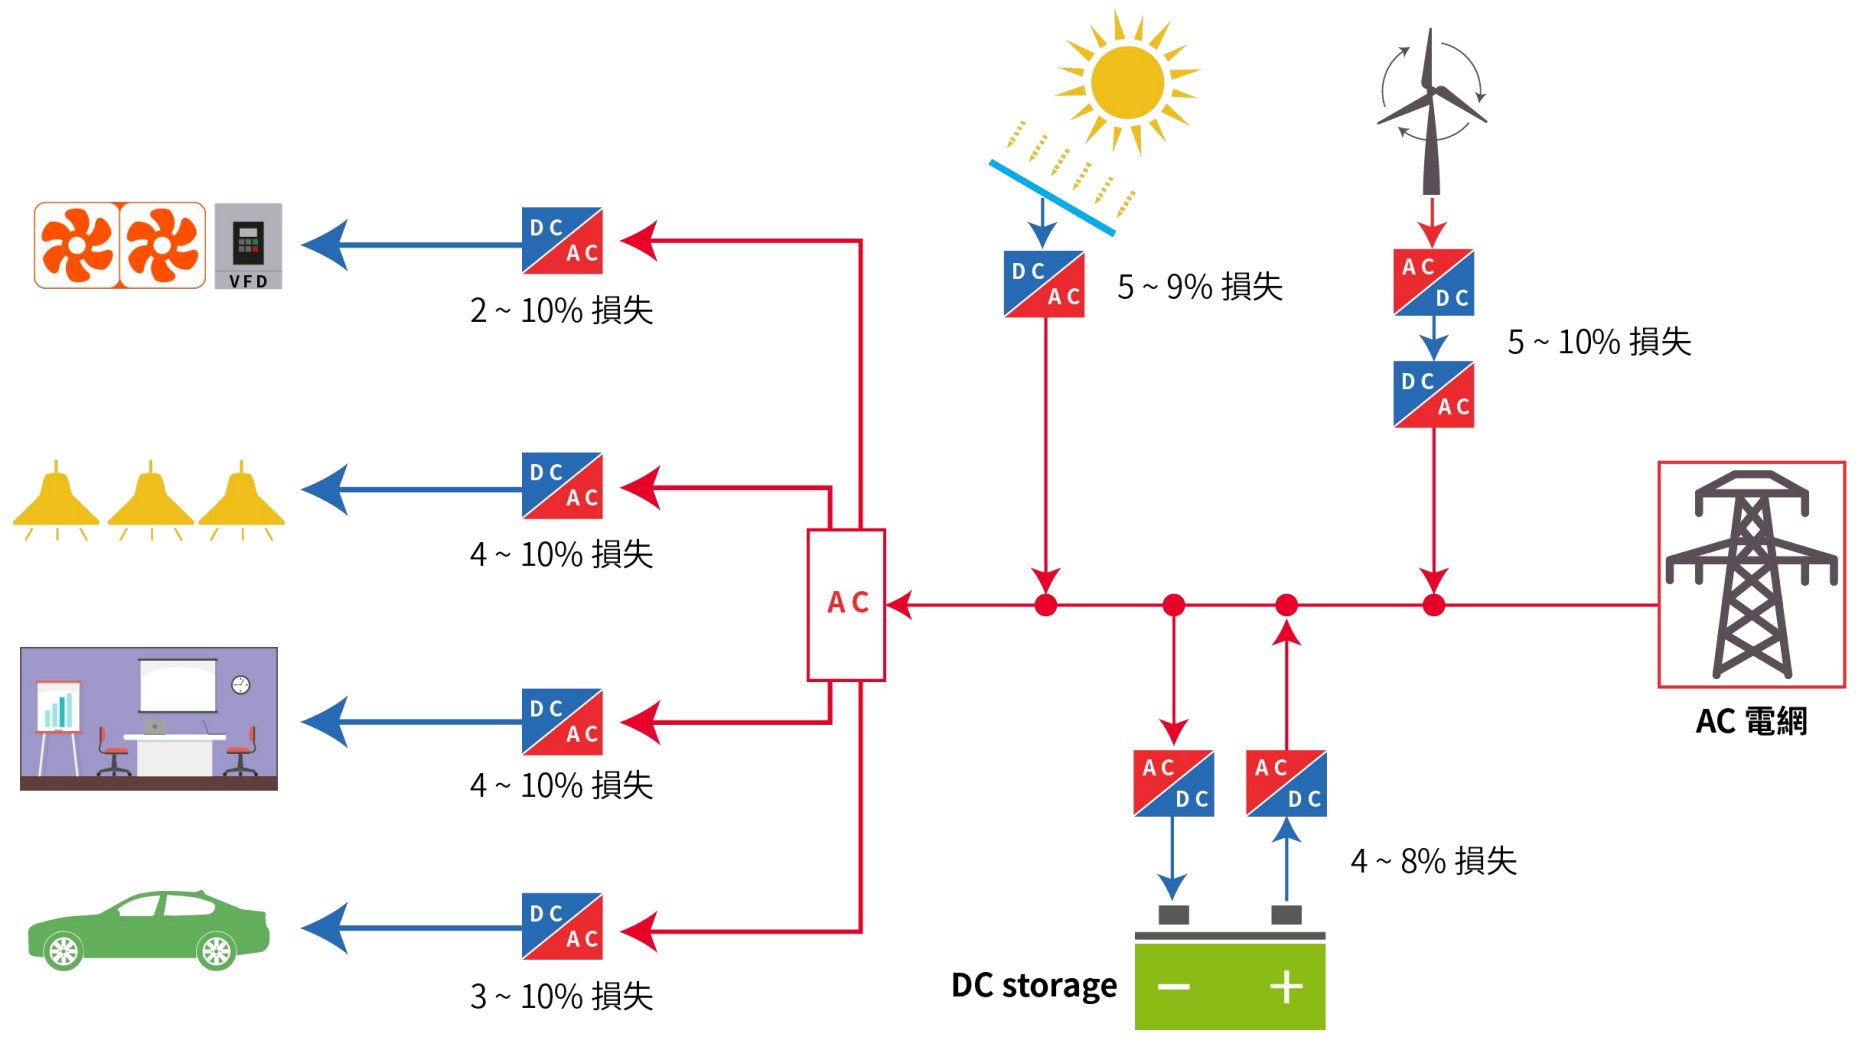 VFD
DC
AC
2 ~ 10% 損失
DC
AC
4 ~ 10% 損失
DC
AC
4 ~ 10% 損失
DC
AC
3 ~ 10% 損失
AC
DC
AC
5 ~ 9% 損失
AC
DC
5 ~ 10% 損失
DC
AC
AC 電網
AC
DC
AC
DC
4 ~ 8% 損失
DC storage
− +